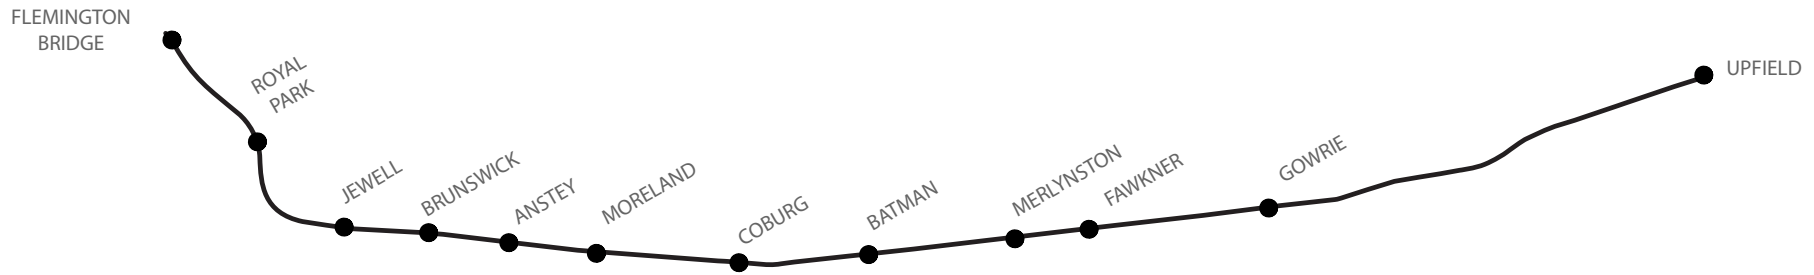 FLEMINGTON
BRIDGE
ROYAL
PARK
JEWELL
BRUNSWICK
ANSTEY
MORELAND
COBURG
BATMAN
MERLYNSTON
FAWKNER
GOWRIE
UPFIELD